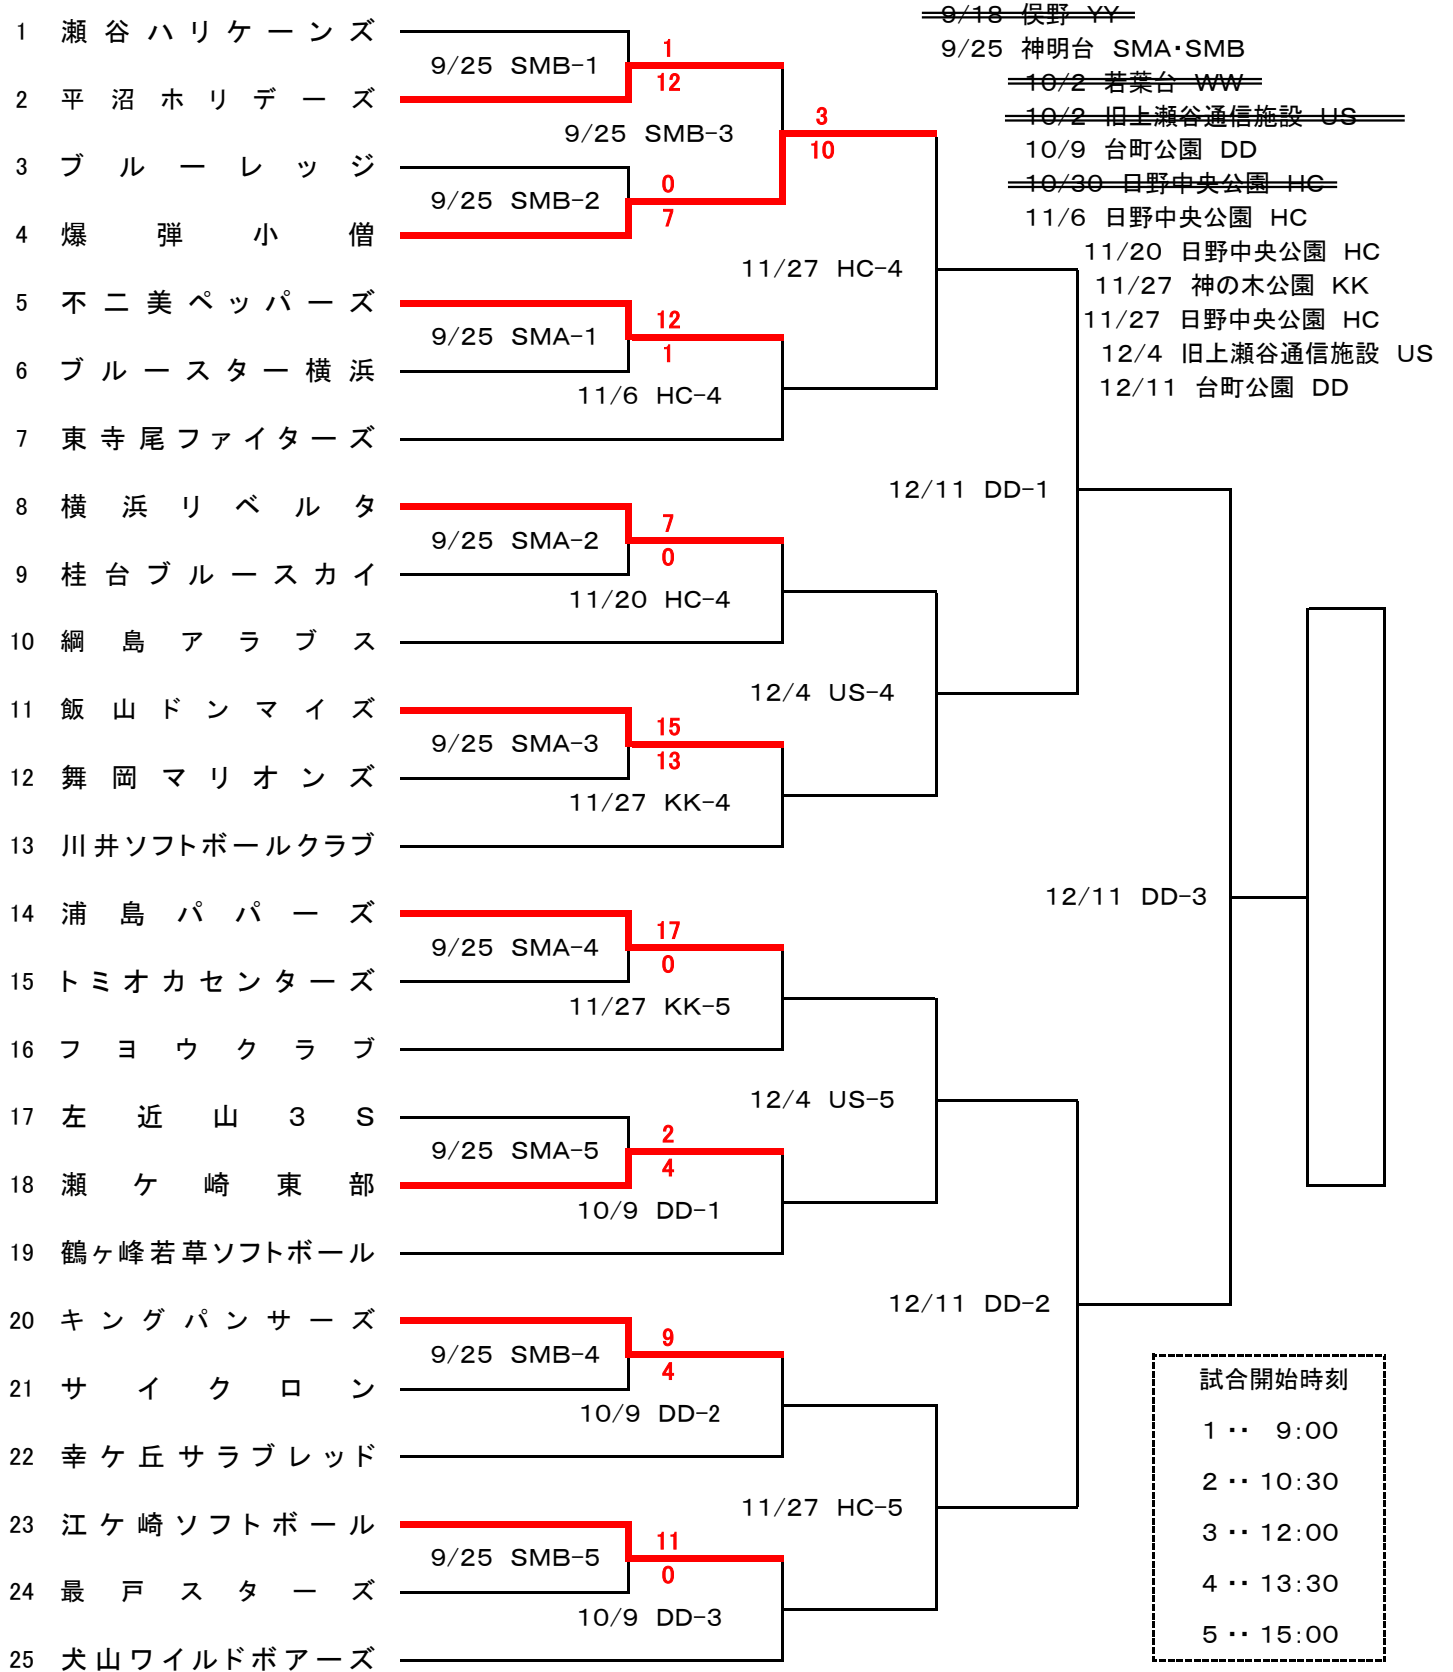 9/18 俣野 YY
1 瀬谷ハリケーンズ
9/25 神明台 SMA・SMB
9/25 SMB-1
1
12
10/2 若葉台 WW
2 平沼ホリデーズ
10/2 旧上瀬谷通信施設 US
9/25 SMB-3
3
10
10/9 台町公園 DD
3 ブルーレッジ
10/30 日野中央公園 HC
9/25 SMB-2
0
7
11/6 日野中央公園 HC
4 爆弾小僧
11/20 日野中央公園 HC
11/27 HC-4
11/27 神の木公園 KK
5 不二美ペッパーズ
11/27 日野中央公園 HC
9/25 SMA-1
12
1
12/4 旧上瀬谷通信施設 US
6 ブルースター横浜
12/11 台町公園 DD
11/6 HC-4
7 東寺尾ファイターズ
12/11 DD-1
8 横浜リベルタ
9/25 SMA-2
7
0
9 桂台ブルースカイ
11/20 HC-4
10 綱島アラブス
12/4 US-4
11 飯山ドンマイズ
9/25 SMA-3
15
13
12 舞岡マリオンズ
11/27 KK-4
13 川井ソフトボールクラブ
12/11 DD-3
14 浦島パパーズ
9/25 SMA-4
17
0
15 トミオカセンターズ
11/27 KK-5
16 フヨウクラブ
12/4 US-5
17 左近山3S
9/25 SMA-5
2
4
18 瀬ケ崎東部
10/9 DD-1
19 鶴ヶ峰若草ソフトボール
12/11 DD-2
20 キングパンサーズ
9/25 SMB-4
9
4
21 サイクロン
10/9 DD-2
22 幸ケ丘サラブレッド
11/27 HC-5
23 江ケ崎ソフトボール
9/25 SMB-5
11
0
24 最戸スターズ
10/9 DD-3
25 犬山ワイルドボアーズ
試合開始時刻
1 ・・ 9:00
2 ・・ 10:30
3 ・・ 12:00
4 ・・ 13:30
5 ・・ 15:00